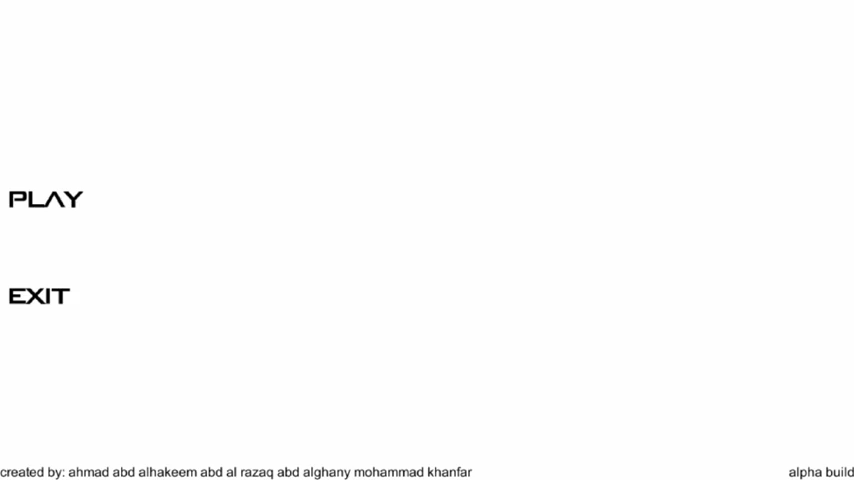 PLAY
EXIT
created by: ahmad abd alhakeem abd al razaq abd alghany mohammad khanfar
alpha build